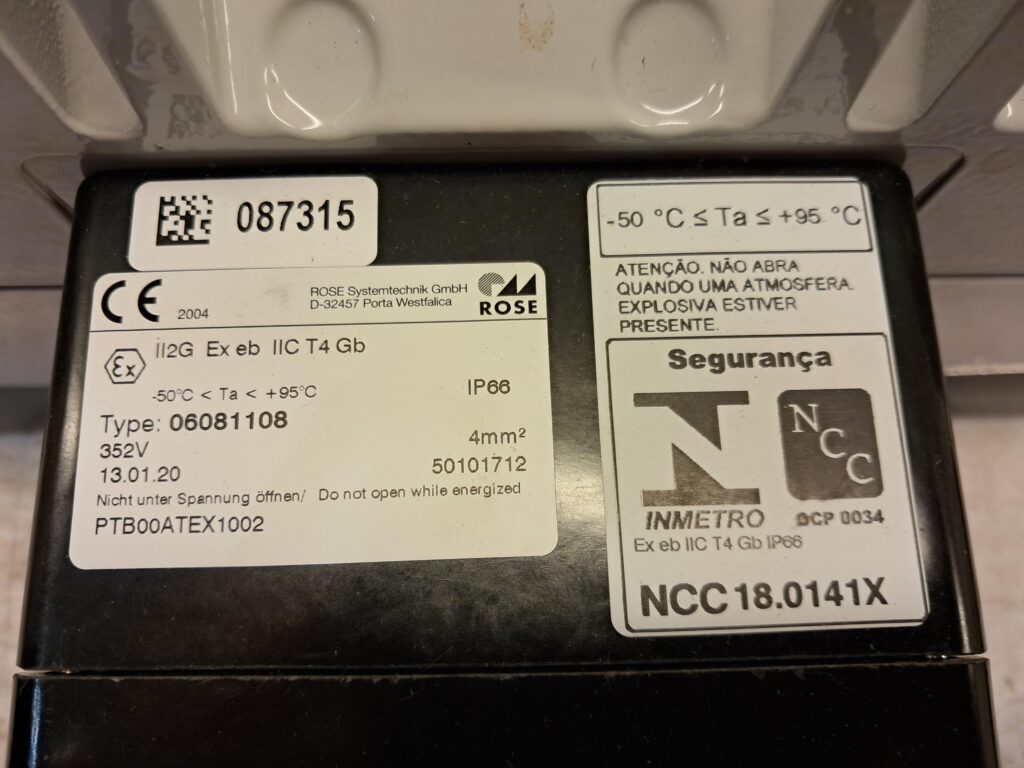 087315
CE 2004
ROSE Systemtechnik GmbH
D-32457 Porta Westfalica
ROSE
Ex II2G Ex eb IIC T4 Gb
-50°C < Ta < +95°C
IP66
Type: 06081108
352V
4mm²
13.01.20
50101712
Nicht unter Spannung öffnen/ Do not open while energized
PTB00ATEX1002
-50 °C ≤ Ta ≤ +95 °C
ATENÇÃO. NÃO ABRA
QUANDO UMA ATMOSFERA
EXPLOSIVA ESTIVER
PRESENTE.
Segurança
NCC
INMETRO
OCP 0034
Ex eb IIC T4 Gb IP66
NCC 18.0141X